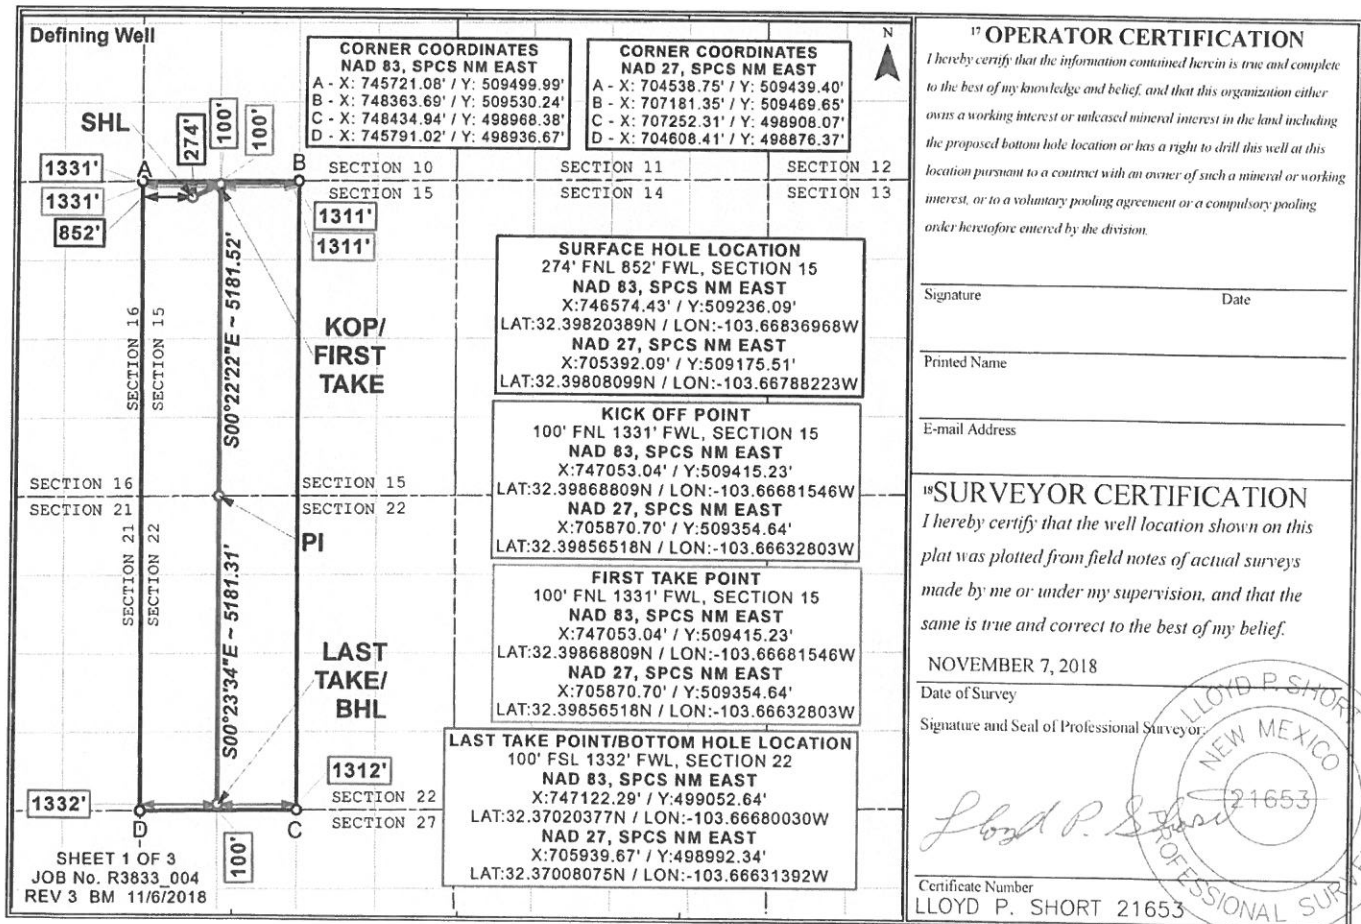 Defining Well
CORNER COORDINATES
NAD 83, SPCS NM EAST
A - X: 745721.08' / Y: 509499.99'
B - X: 748363.69' / Y: 509530.24'
C - X: 748434.94' / Y: 498968.38'
D - X: 745791.02' / Y: 498936.67'
CORNER COORDINATES
NAD 27, SPCS NM EAST
A - X: 704538.75' / Y: 509439.40'
B - X: 707181.35' / Y: 509469.65'
C - X: 707252.31' / Y: 498908.07'
D - X: 704608.41' / Y: 498876.37'
N
SHL
274'
100'
100'
1331'
1331'
852'
A
B
1311'
1311'
SECTION 10
SECTION 15
SECTION 11
SECTION 14
SECTION 12
SECTION 13
S00°22'22"E ~ 5181.52'
SECTION 16
SECTION 15
KOP/
FIRST
TAKE
SURFACE HOLE LOCATION
274' FNL 852' FWL, SECTION 15
NAD 83, SPCS NM EAST
X:746574.43' / Y:509236.09'
LAT:32.39820389N / LON:-103.66836968W
NAD 27, SPCS NM EAST
X:705392.09' / Y:509175.51'
LAT:32.39808099N / LON:-103.66788223W
KICK OFF POINT
100' FNL 1331' FWL, SECTION 15
NAD 83, SPCS NM EAST
X:747053.04' / Y:509415.23'
LAT:32.39868809N / LON:-103.66681546W
NAD 27, SPCS NM EAST
X:705870.70' / Y:509354.64'
LAT:32.39856518N / LON:-103.66632803W
SECTION 16
SECTION 21
SECTION 15
SECTION 22
PI
SECTION 21
SECTION 22
S00°23'34"E ~ 5181.31'
FIRST TAKE POINT
100' FNL 1331' FWL, SECTION 15
NAD 83, SPCS NM EAST
X:747053.04' / Y:509415.23'
LAT:32.39868809N / LON:-103.66681546W
NAD 27, SPCS NM EAST
X:705870.70' / Y:509354.64'
LAT:32.39856518N / LON:-103.66632803W
LAST
TAKE/
BHL
LAST TAKE POINT/BOTTOM HOLE LOCATION
100' FSL 1332' FWL, SECTION 22
NAD 83, SPCS NM EAST
X:747122.29' / Y:499052.64'
LAT:32.37020377N / LON:-103.66680030W
NAD 27, SPCS NM EAST
X:705939.67' / Y:498992.34'
LAT:32.37008075N / LON:-103.66631392W
1312'
1332'
SECTION 22
SECTION 27
D
C
100'
SHEET 1 OF 3
JOB No. R3833_004
REV 3 BM 11/6/2018
17 OPERATOR CERTIFICATION
I hereby certify that the information contained herein is true and complete
to the best of my knowledge and belief, and that this organization either
owns a working interest or unleased mineral interest in the land including
the proposed bottom hole location or has a right to drill this well at this
location pursuant to a contract with an owner of such a mineral or working
interest, or to a voluntary pooling agreement or a compulsory pooling
order heretofore entered by the division.
Signature Date
Printed Name
E-mail Address
18 SURVEYOR CERTIFICATION
I hereby certify that the well location shown on this
plat was plotted from field notes of actual surveys
made by me or under my supervision, and that the
same is true and correct to the best of my belief.
NOVEMBER 7, 2018
Date of Survey
Signature and Seal of Professional Surveyor:
Lloyd P. Short
LLOYD P. SHORT
NEW MEXICO
21653
PROFESSIONAL
Certificate Number
LLOYD P. SHORT 21653